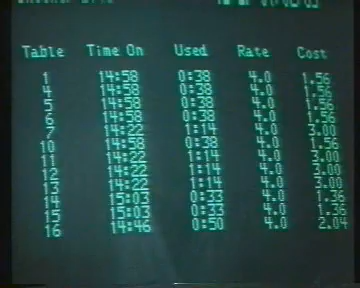 Table Time On Used Rate Cost
1 14:58 0:38 4.0 1.56
4 14:58 0:38 4.0 1.56
5 14:58 0:38 4.0 1.56
6 14:58 0:38 4.0 1.56
7 14:22 1:14 4.0 3.00
10 14:58 0:38 4.0 1.56
11 14:22 1:14 4.0 3.00
12 14:22 1:14 4.0 3.00
13 14:22 1:14 4.0 3.00
14 15:03 0:33 4.0 1.36
15 15:03 0:33 4.0 1.36
16 14:46 0:50 4.0 2.04